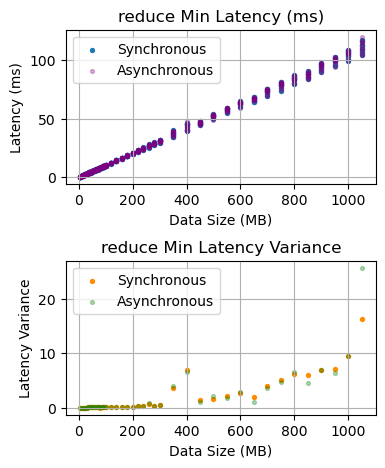 reduce Min Latency (ms)
Latency (ms)
100
50
0
Synchronous
Asynchronous
0 200 400 600 800 1000
Data Size (MB)
reduce Min Latency Variance
Latency Variance
20
10
0
Synchronous
Asynchronous
0 200 400 600 800 1000
Data Size (MB)